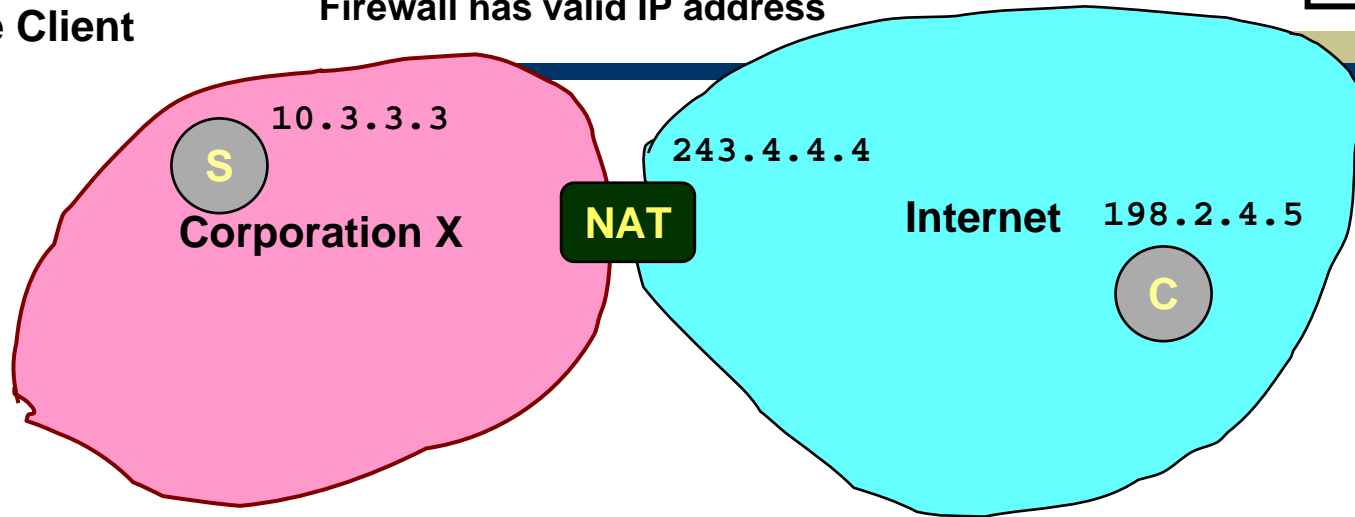 Firewall has valid IP address
Client
10.3.3.3
243.4.4.4
S
NAT
Internet 198.2.4.5
Corporation X
C